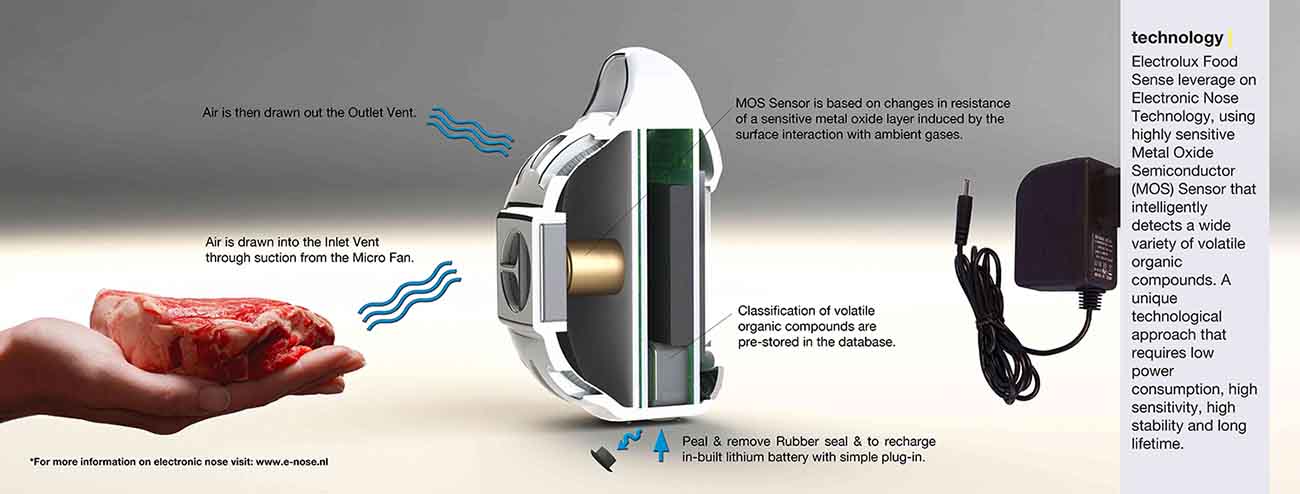 Air is then drawn out the Outlet Vent.
Air is drawn into the Inlet Vent
through suction from the Micro Fan.
MOS Sensor is based on changes in resistance
of a sensitive metal oxide layer induced by the
surface interaction with ambient gases.
Classification of volatile
organic compounds are
pre-stored in the database.
Peal & remove Rubber seal & to recharge
in-built lithium battery with simple plug-in.
*For more information on electronic nose visit: www.e-nose.nl
technology |
Electrolux Food
Sense leverage on
Electronic Nose
Technology, using
highly sensitive
Metal Oxide
Semiconductor
(MOS) Sensor that
intelligently
detects a wide
variety of volatile
organic
compounds. A
unique
technological
approach that
requires low
power
consumption, high
sensitivity, high
stability and long
lifetime.